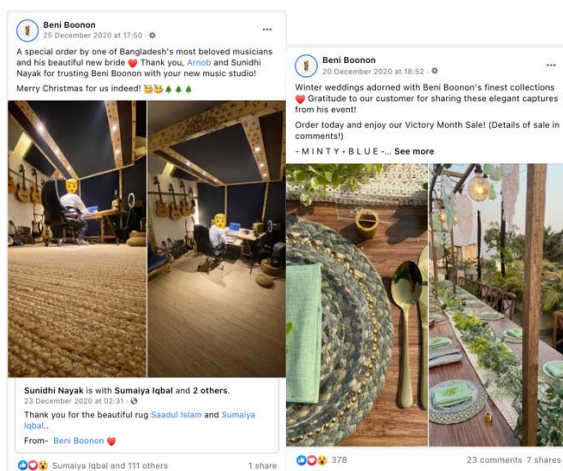 Beni Boonon
25 December 2020 at 17:50 ·
A special order by one of Bangladesh's most beloved musicians
and his beautiful new bride ❤️ Thank you, Arnob and Sunidhi
Nayak for trusting Beni Boonon with your new music studio!
Merry Christmas for us indeed! 🥳🥳🎄🎄🎄
Sunidhi Nayak is with Sumaiya Iqbal and 2 others.
23 December 2020 at 02:31 ·
Thank you for the beautiful rug Saadul Islam and Sumaiya
Iqbal..
From- Beni Boonon ❤️
Sumaiya Iqbal and 111 others 1 share
Beni Boonon
20 December 2020 at 18:52 ·
Winter weddings adorned with Beni Boonon's finest collections
❤️ Gratitude to our customer for sharing these elegant captures
from his event!
Order today and enjoy our Victory Month Sale! (Details of sale in
comments!)
- M I N T Y • B L U E -... See more
378 23 comments 7 shares